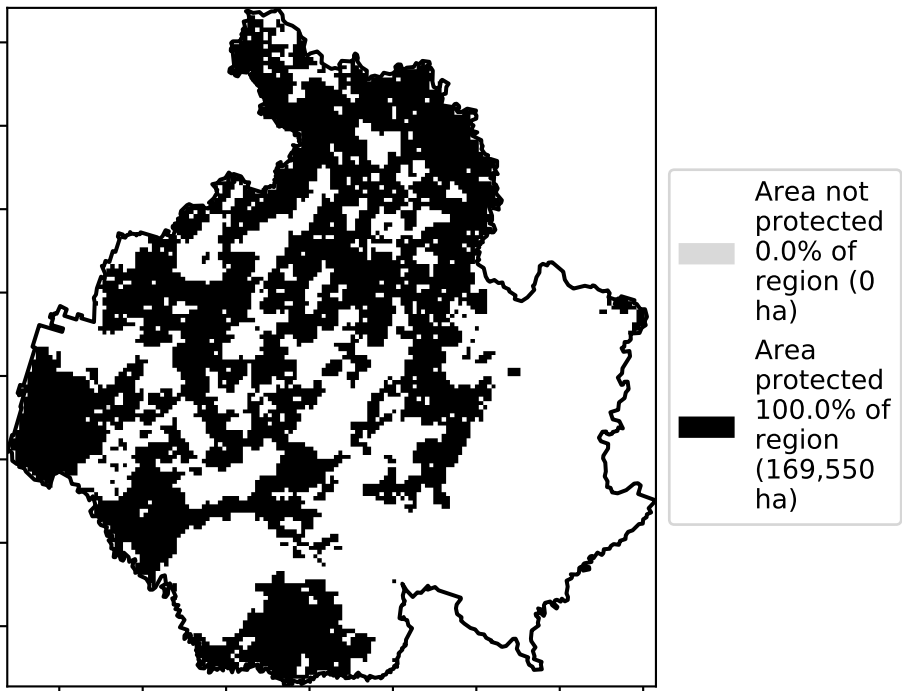 Area not
protected
0.0% of
region (0
ha)
Area
protected
100.0% of
region
(169,550
ha)